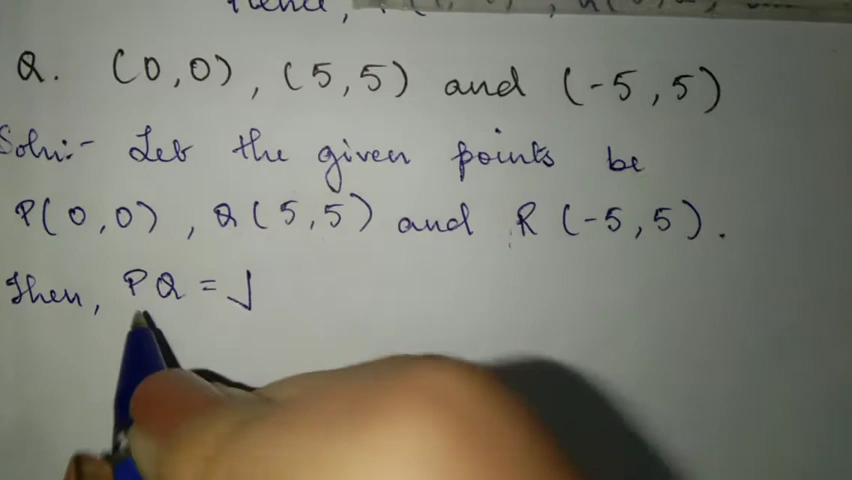 Hence,
Q. (0,0), (5,5) and (-5,5)
Soln:- Let the given points be
P(0,0), Q(5,5) and R(-5,5).
Then, PQ = √